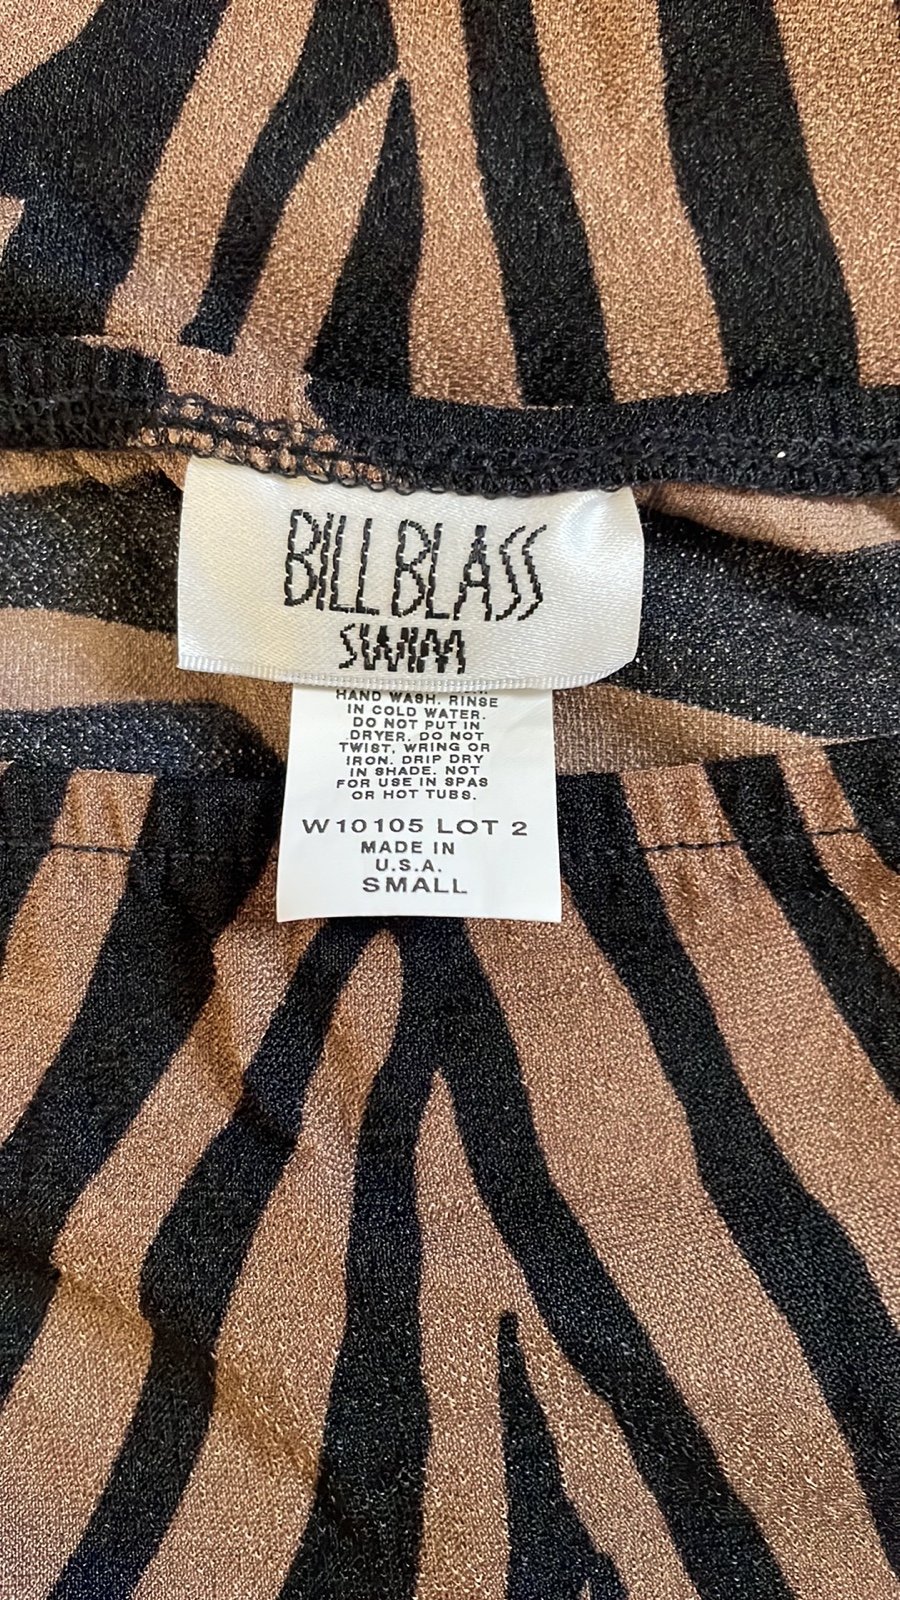 BILL BLASS
SWIM
HAND WASH. RINSE
IN COLD WATER.
DO NOT PUT IN
DRYER. DO NOT
TWIST, WRING OR
IRON. DRIP DRY
IN SHADE. NOT
FOR USE IN SPAS
OR HOT TUBS.
W10105 LOT 2
MADE IN
U.S.A.
SMALL